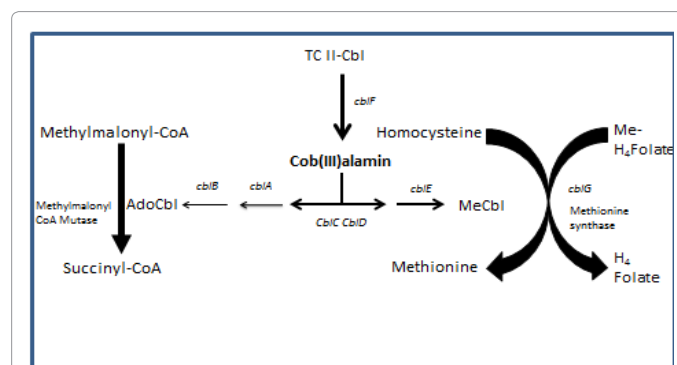 TC II-Cbl
cblF
Methylmalonyl-CoA
Homocysteine
Me-
H₄Folate
Cob(III)alamin
cblB
cblA
cblE
cblG
Methylmalonyl
CoA Mutase
AdoCbl
CblC CblD
MeCbl
Methionine
synthase
Succinyl-CoA
Methionine
H₄
Folate